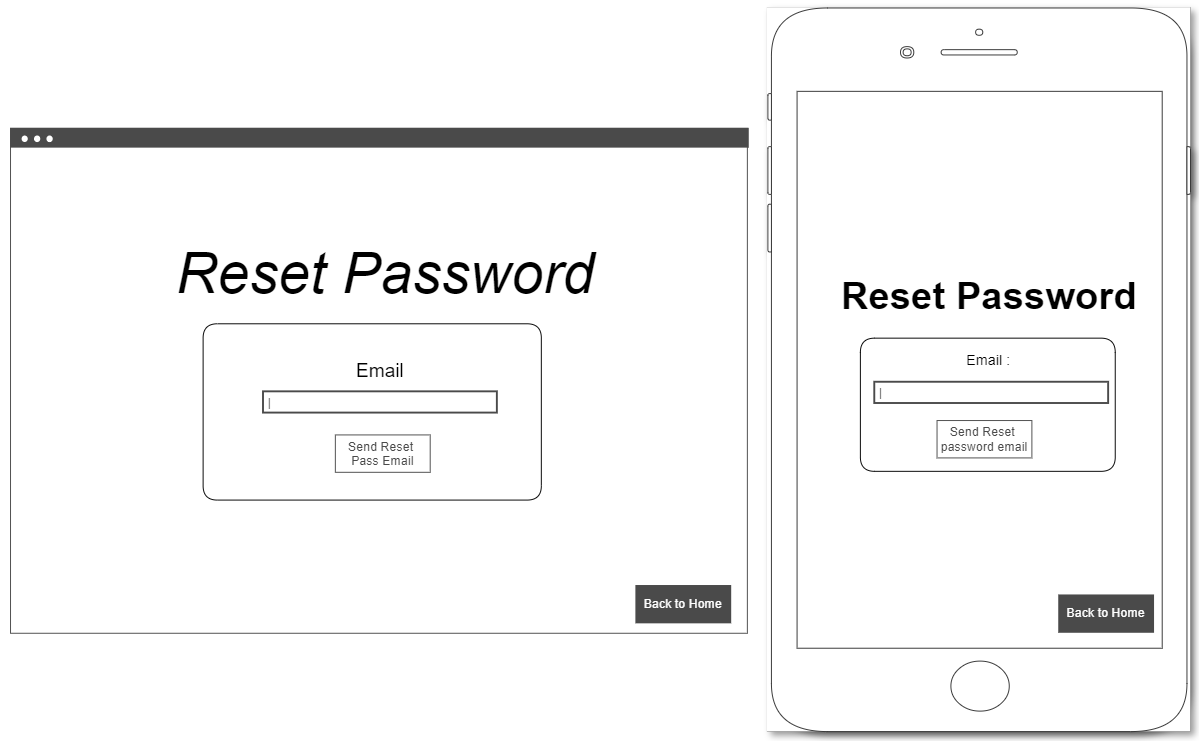 Reset Password
Email
Send Reset
Pass Email
Back to Home
Reset Password
Email :
Send Reset
password email
Back to Home